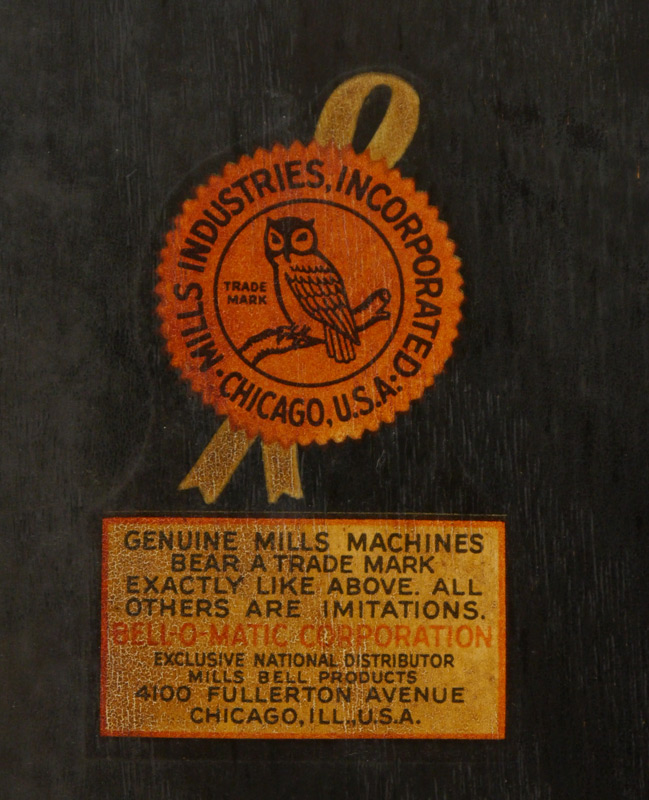 MILLS INDUSTRIES, INCORPORATED:
· CHICAGO, U.S.A.
TRADE
MARK
GENUINE MILLS MACHINES
BEAR A TRADE MARK
EXACTLY LIKE ABOVE. ALL
OTHERS ARE IMITATIONS.
BELL-O-MATIC CORPORATION
EXCLUSIVE NATIONAL DISTRIBUTOR
MILLS BELL PRODUCTS
4100 FULLERTON AVENUE
CHICAGO, ILL., U.S.A.